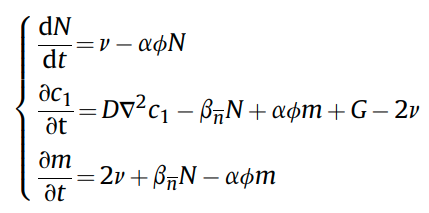 dN/dt = ν − αϕN
∂c₁/∂t = D∇²c₁ − β_n̅N + αϕm + G − 2ν
∂m/∂t = 2ν + β_n̅N − αϕm